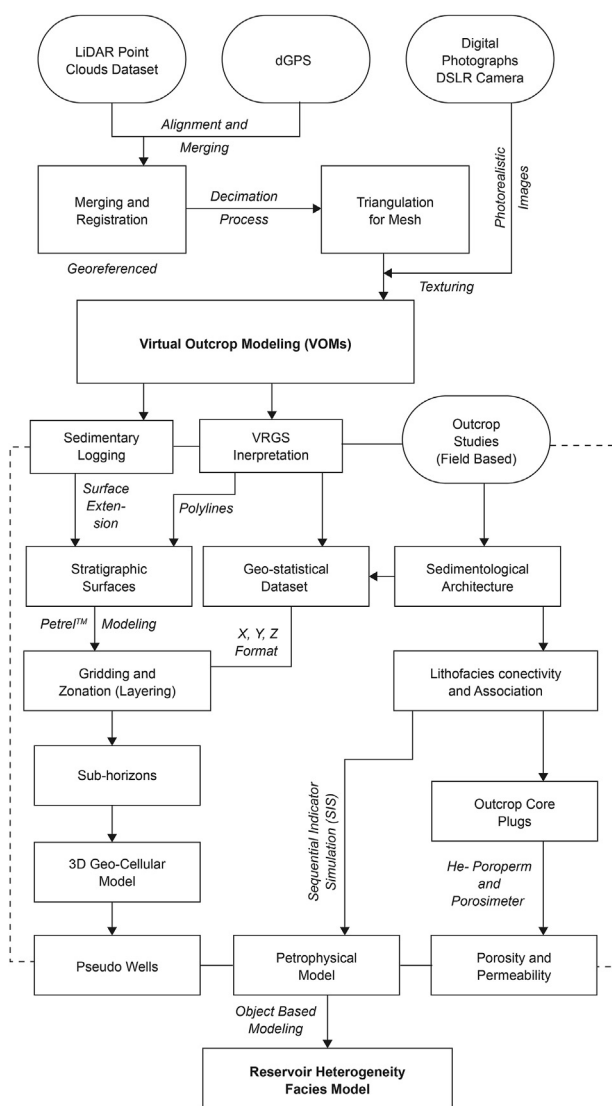 LiDAR Point
Clouds Dataset
dGPS
Digital
Photographs
DSLR Camera
Alignment and
Merging
Photorealistic
Images
Merging and
Registration
Decimation
Process
Triangulation
for Mesh
Georeferenced
Texturing
Virtual Outcrop Modeling (VOMs)
Sedimentary
Logging
VRGS
Inerpretation
Outcrop
Studies
(Field Based)
Surface
Exten-
sion
Polylines
Stratigraphic
Surfaces
Geo-statistical
Dataset
Sedimentological
Architecture
Petrel™ Modeling
X, Y, Z
Format
Gridding and
Zonation (Layering)
Lithofacies conectivity
and Association
Sub-horizons
Sequential Indicator
Simulation (SIS)
Outcrop Core
Plugs
3D Geo-Cellular
Model
He- Poroperm
and
Porosimeter
Pseudo Wells
Petrophysical
Model
Porosity and
Permeability
Object Based
Modeling
Reservoir Heterogeneity
Facies Model